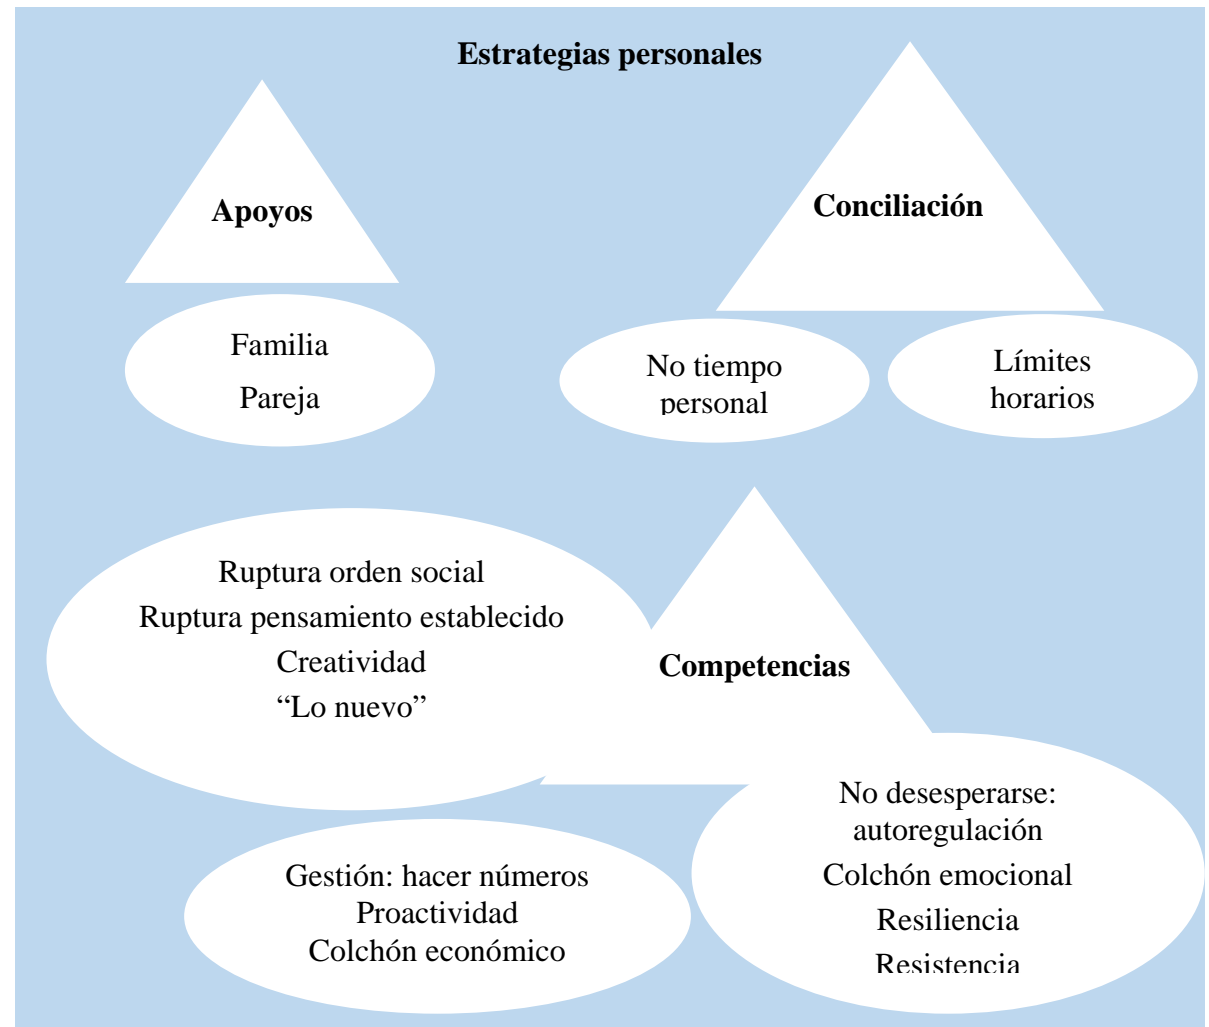 Estrategias personales
Apoyos
Conciliación
Familia
Pareja
No tiempo
personal
Límites
horarios
Ruptura orden social
Ruptura pensamiento establecido
Creatividad
“Lo nuevo”
Competencias
Gestión: hacer números
Proactividad
Colchón económico
No desesperarse:
autoregulación
Colchón emocional
Resiliencia
Resistencia